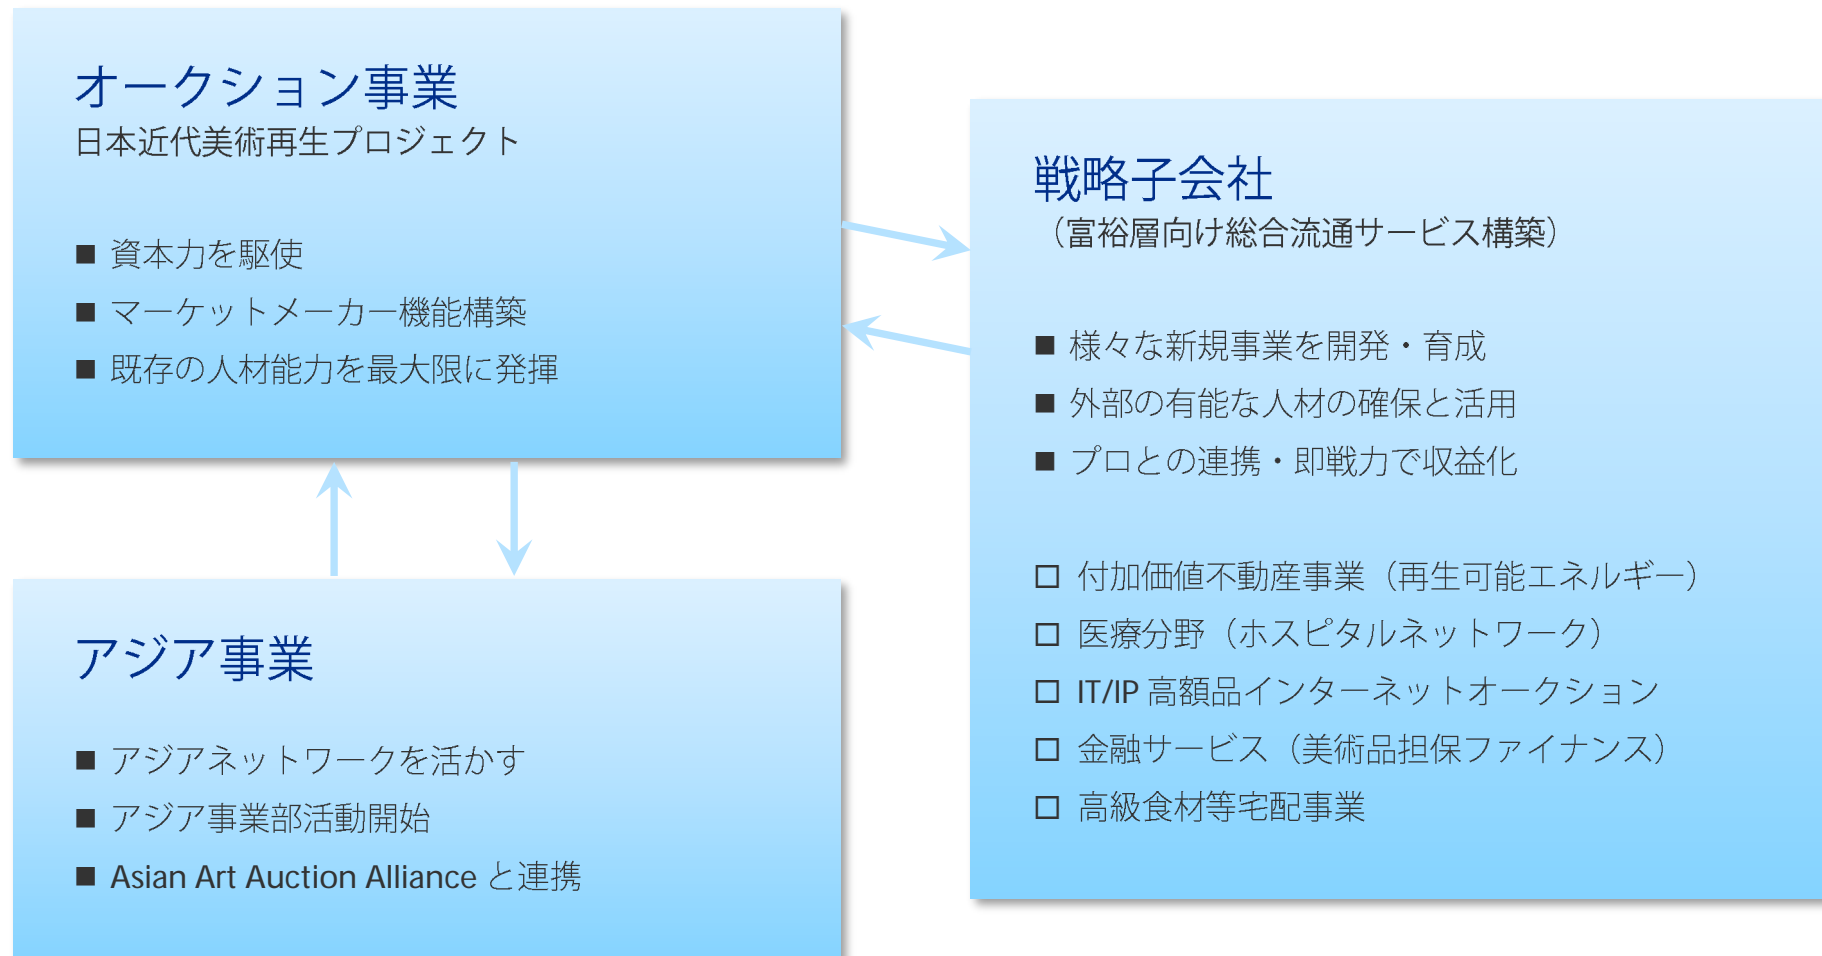 オークション事業
日本近代美術再生プロジェクト
■ 資本力を駆使
■ マーケットメーカー機能構築
■ 既存の人材能力を最大限に発揮
アジア事業
■ アジアネットワークを活かす
■ アジア事業部活動開始
■ Asian Art Auction Alliance と連携
戦略子会社
（富裕層向け総合流通サービス構築）
■ 様々な新規事業を開発・育成
■ 外部の有能な人材の確保と活用
■ プロとの連携・即戦力で収益化
□ 付加価値不動産事業（再生可能エネルギー）
□ 医療分野（ホスピタルネットワーク）
□ IT/IP 高額品インターネットオークション
□ 金融サービス（美術品担保ファイナンス）
□ 高級食材等宅配事業